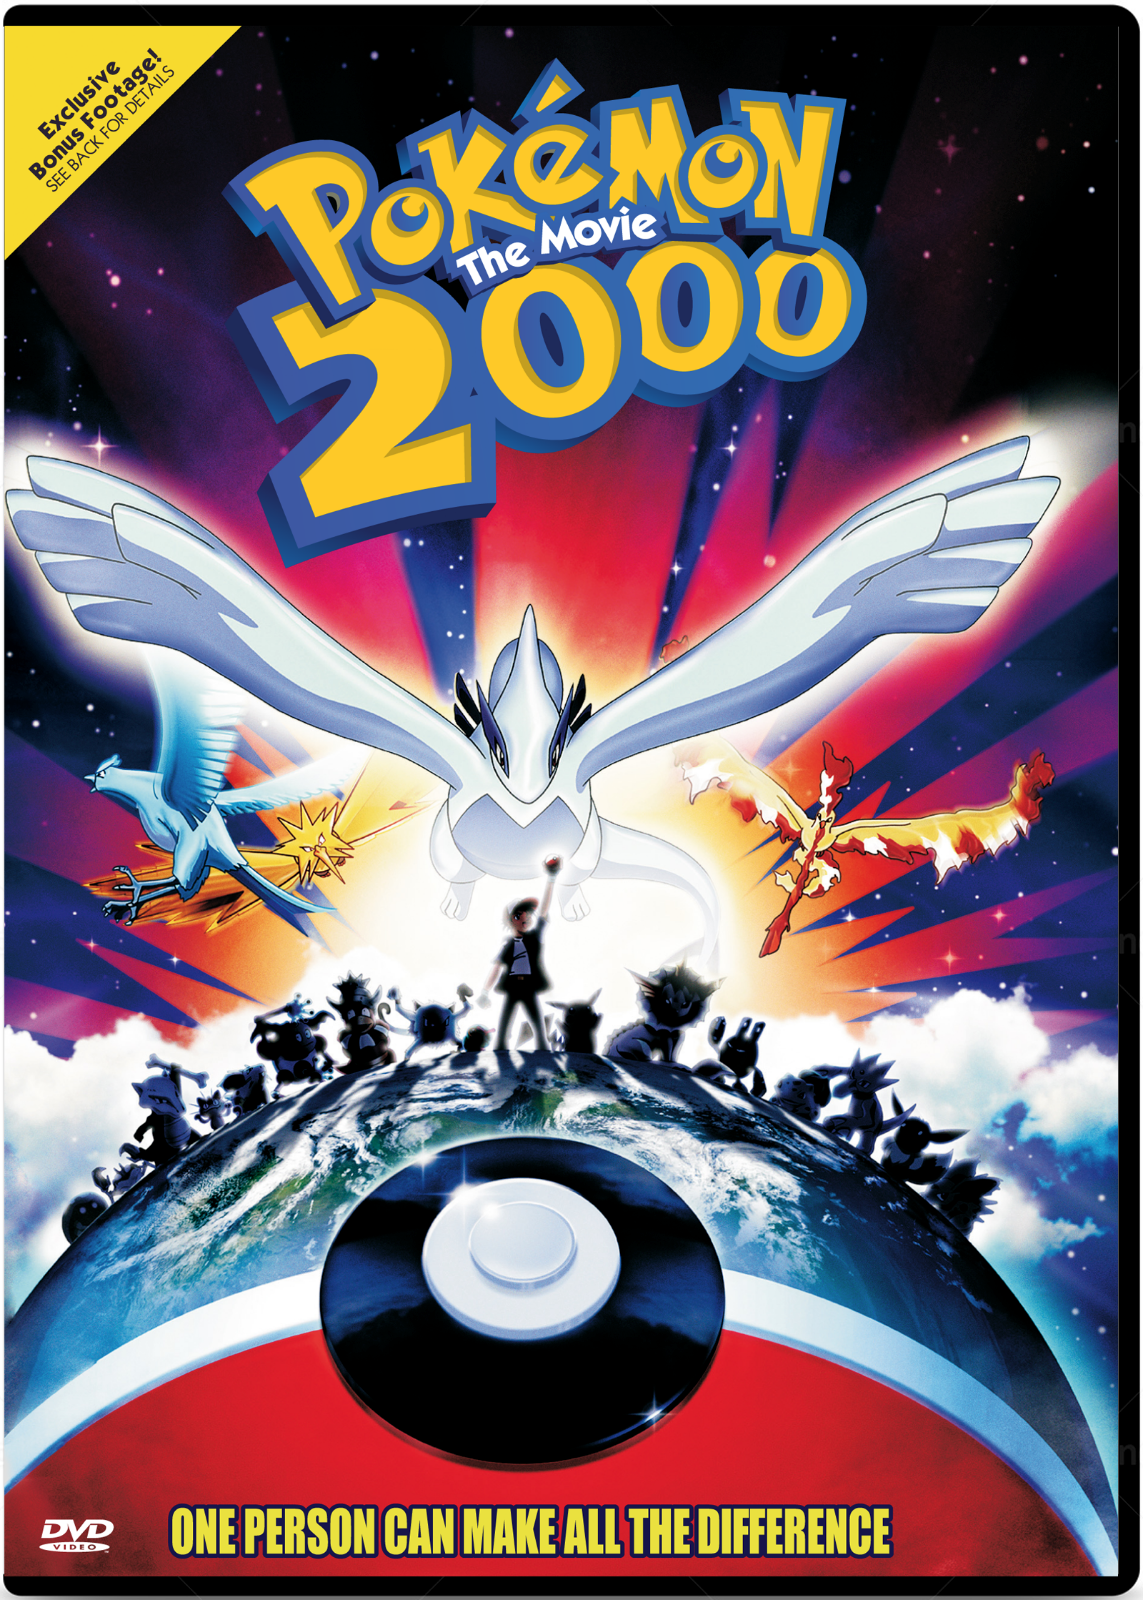 Exclusive
Bonus Footage!
SEE BACK FOR DETAILS
POKéMON
The Movie
2000
ONE PERSON CAN MAKE ALL THE DIFFERENCE
DVD
VIDEO